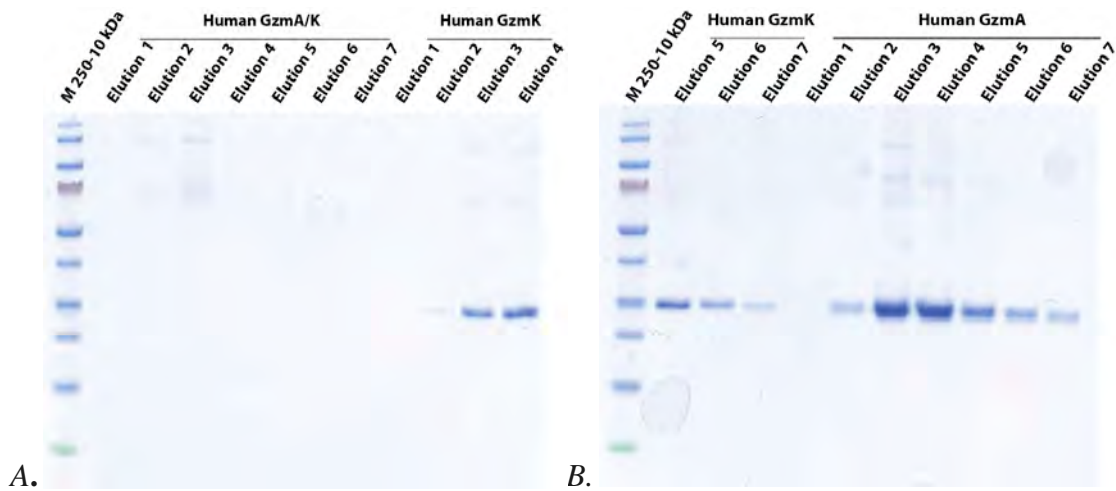 Human GzmA/K
Human GzmK
M 250-10 kDa
Elution 1
Elution 2
Elution 3
Elution 4
Elution 5
Elution 6
Elution 7
Elution 1
Elution 2
Elution 3
Elution 4
A.
Human GzmK
Human GzmA
M 250-10 kDa
Elution 5
Elution 6
Elution 7
Elution 1
Elution 2
Elution 3
Elution 4
Elution 5
Elution 6
Elution 7
B.